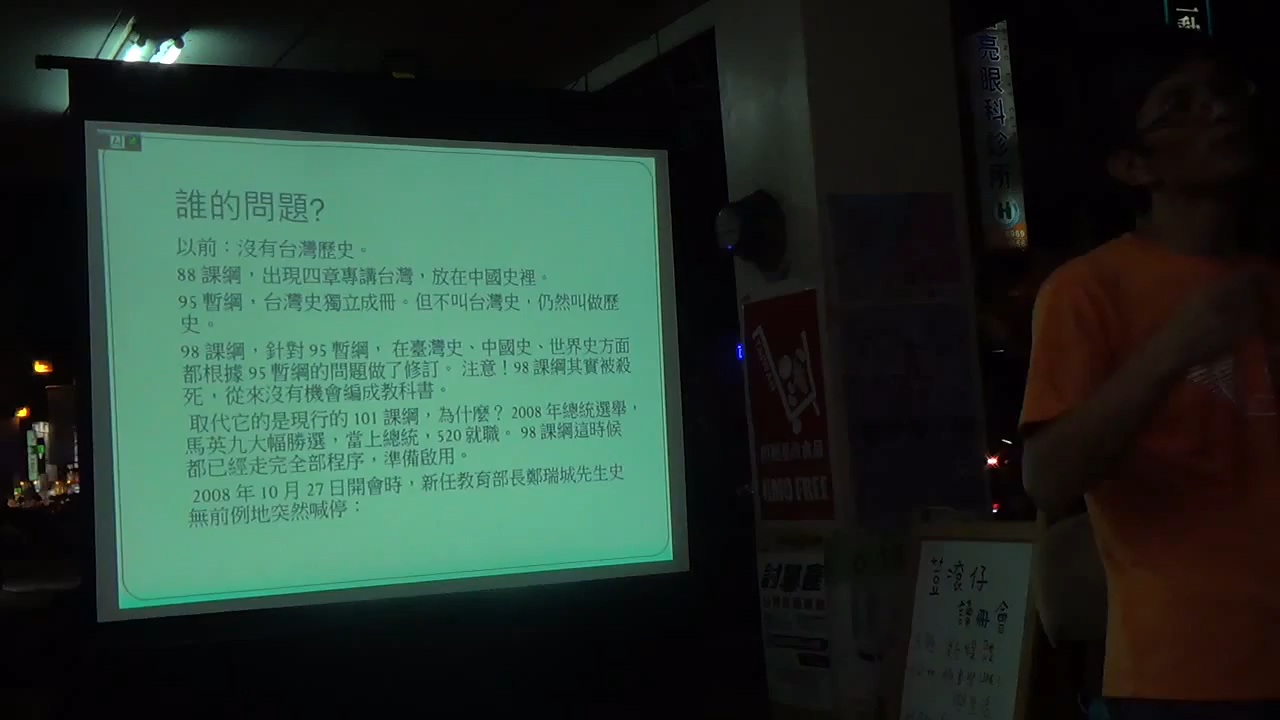 誰的問題?
以前：沒有台灣歷史。
88 課綱，出現四章專講台灣，放在中國史裡。
95 暫綱，台灣史獨立成冊。但不叫台灣史，仍然叫做歷
史。
98 課綱，針對 95 暫綱， 在臺灣史、中國史、世界史方面
都根據 95 暫綱的問題做了修訂。 注意！98 課綱其實被殺
死，從來沒有機會編成教科書。
取代它的是現行的 101 課綱，為什麼？ 2008 年總統選舉，
馬英九大幅勝選，當上總統，520 就職。 98 課綱這時候
都已經走完全部程序，準備啟用。
2008 年 10 月 27 日開會時，新任教育部長鄭瑞城先生史
無前例地突然喊停：
亮眼科診所
H
NIMO FREE
荳滾仔
讀冊會